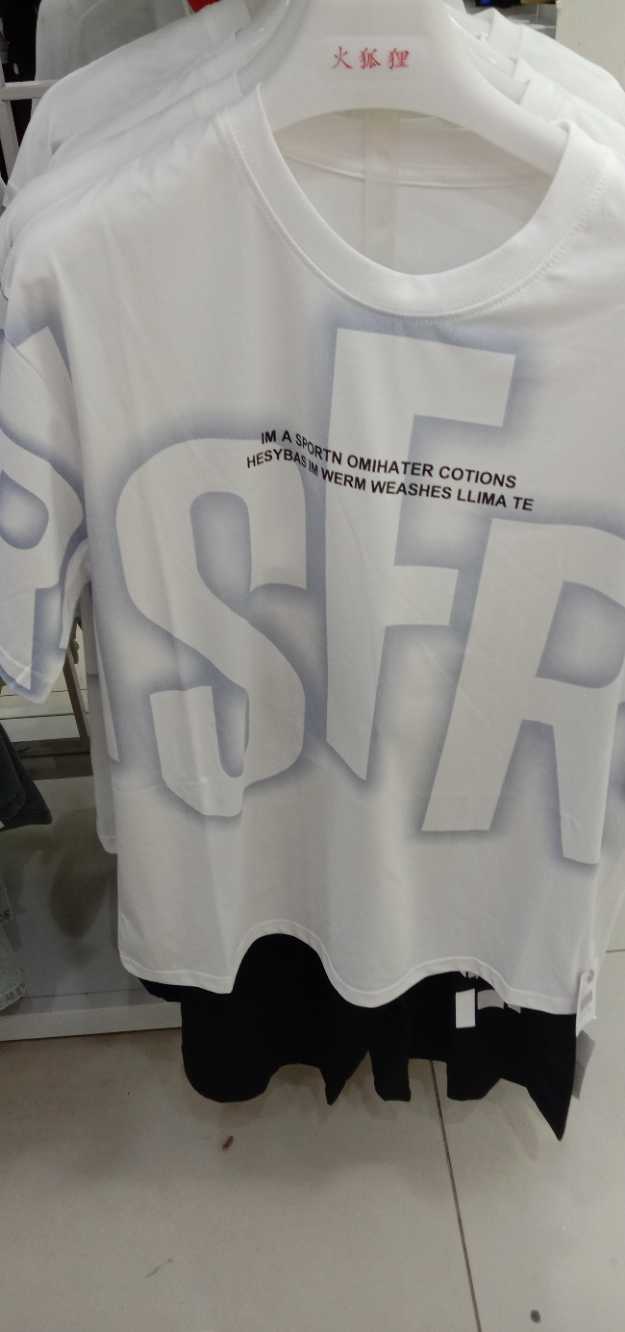 火狐狸
IM A SPORTN OMIHATER COTIONS
HESYBAS IM WERM WEASHES LLIMA TE
SFR